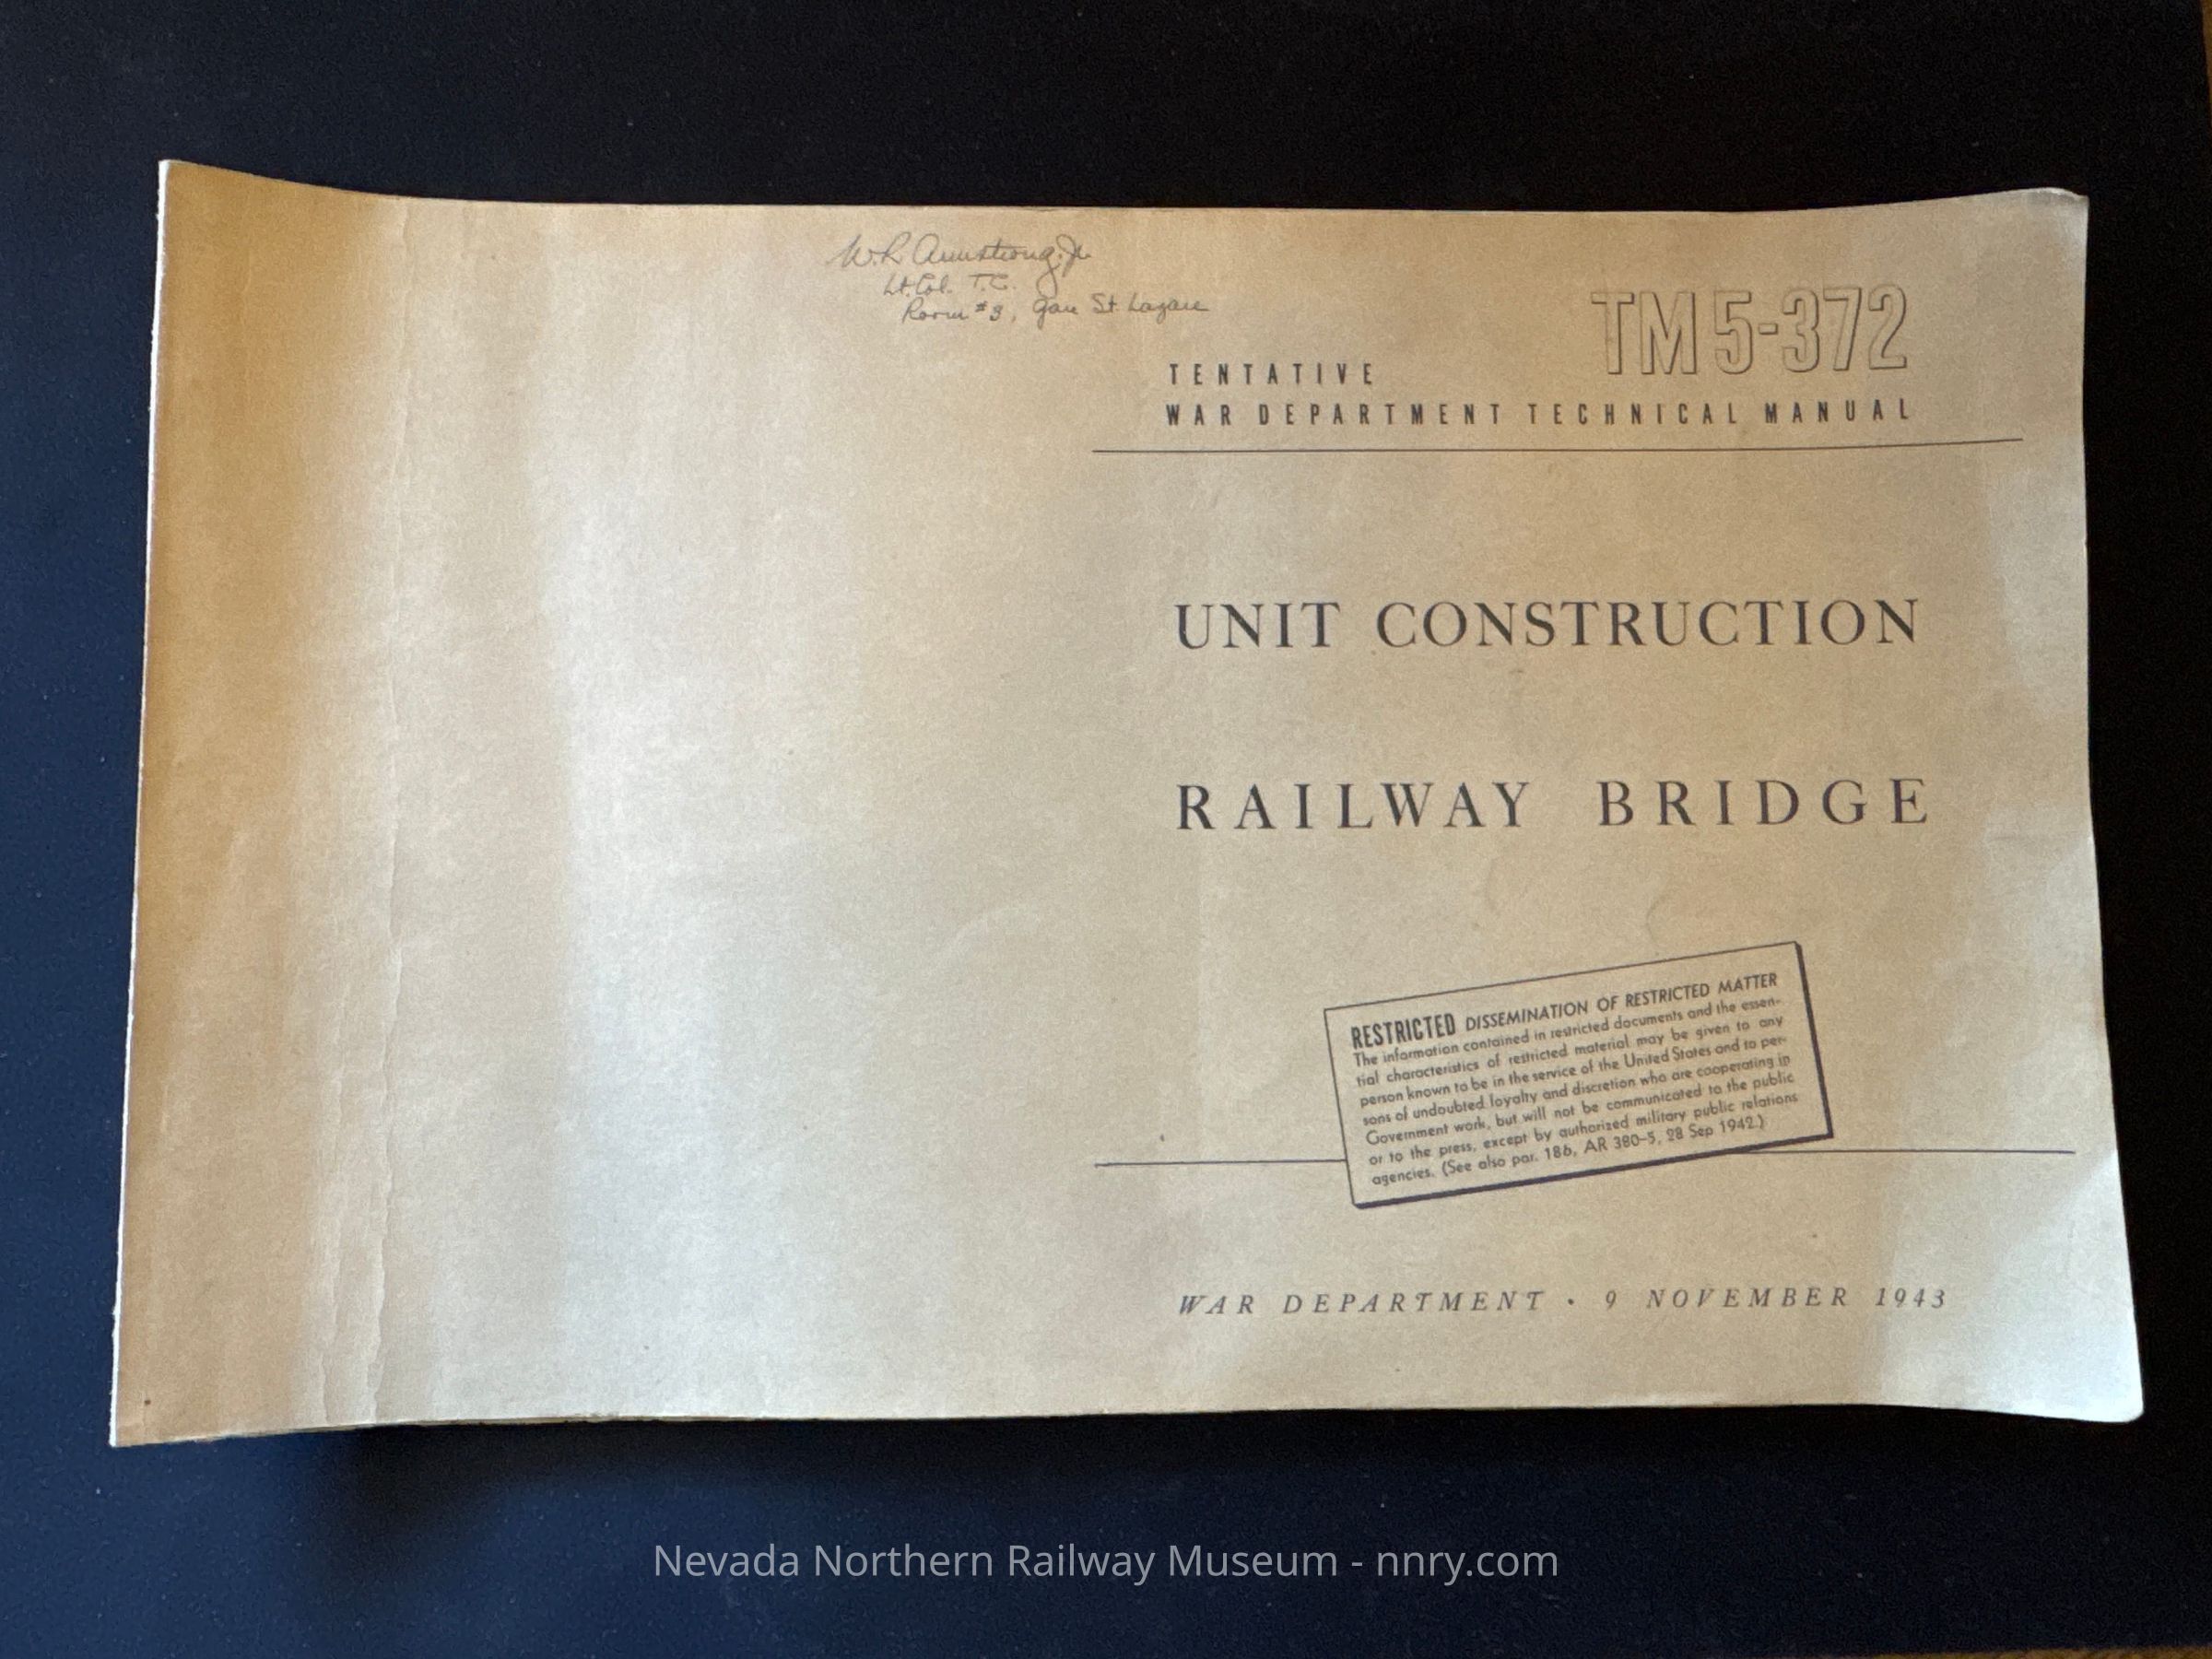 W.R. Armstrong, Jr.
Lt. Col. T.C.
Room #3, Gare St. Lazare
TM 5-372
TENTATIVE
WAR DEPARTMENT TECHNICAL MANUAL
UNIT CONSTRUCTION
RAILWAY BRIDGE
RESTRICTED DISSEMINATION OF RESTRICTED MATTER
The information contained in restricted documents and the essen-
tial characteristics of restricted material may be given to any
person known to be in the service of the United States and to per-
sons of undoubted loyalty and discretion who are cooperating in
Government work, but will not be communicated to the public
or to the press, except by authorized military public relations
agencies. (See also par. 18b, AR 380-5, 28 Sep 1942.)
WAR DEPARTMENT · 9 NOVEMBER 1943
Nevada Northern Railway Museum - nnry.com